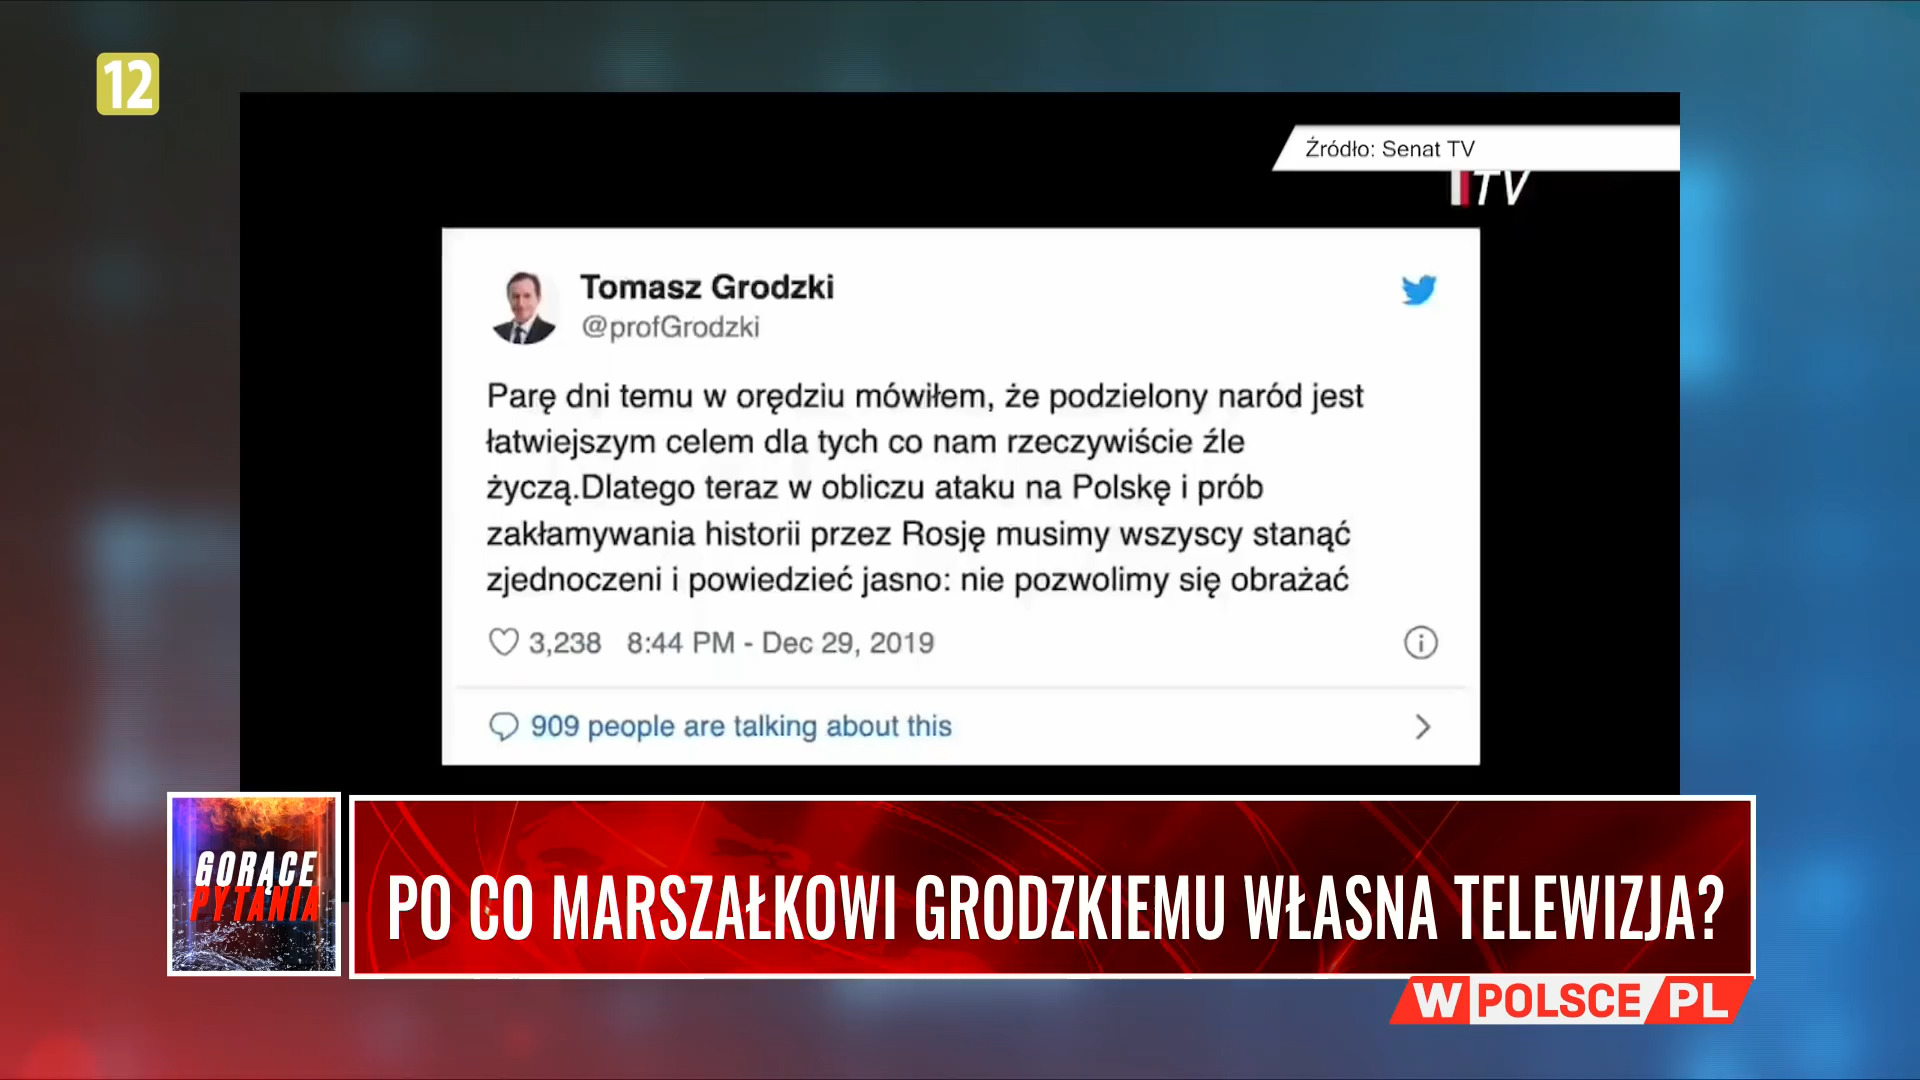 12
Źródło: Senat TV
TV
Tomasz Grodzki
@profGrodzki
Parę dni temu w orędziu mówiłem, że podzielony naród jest
łatwiejszym celem dla tych co nam rzeczywiście źle
życzą.Dlatego teraz w obliczu ataku na Polskę i prób
zakłamywania historii przez Rosję musimy wszyscy stanąć
zjednoczeni i powiedzieć jasno: nie pozwolimy się obrażać
3,238 8:44 PM - Dec 29, 2019
909 people are talking about this
GORĄCE
PYTANIA
PO CO MARSZAŁKOWI GRODZKIEMU WŁASNA TELEWIZJA?
WPOLSCE/PL